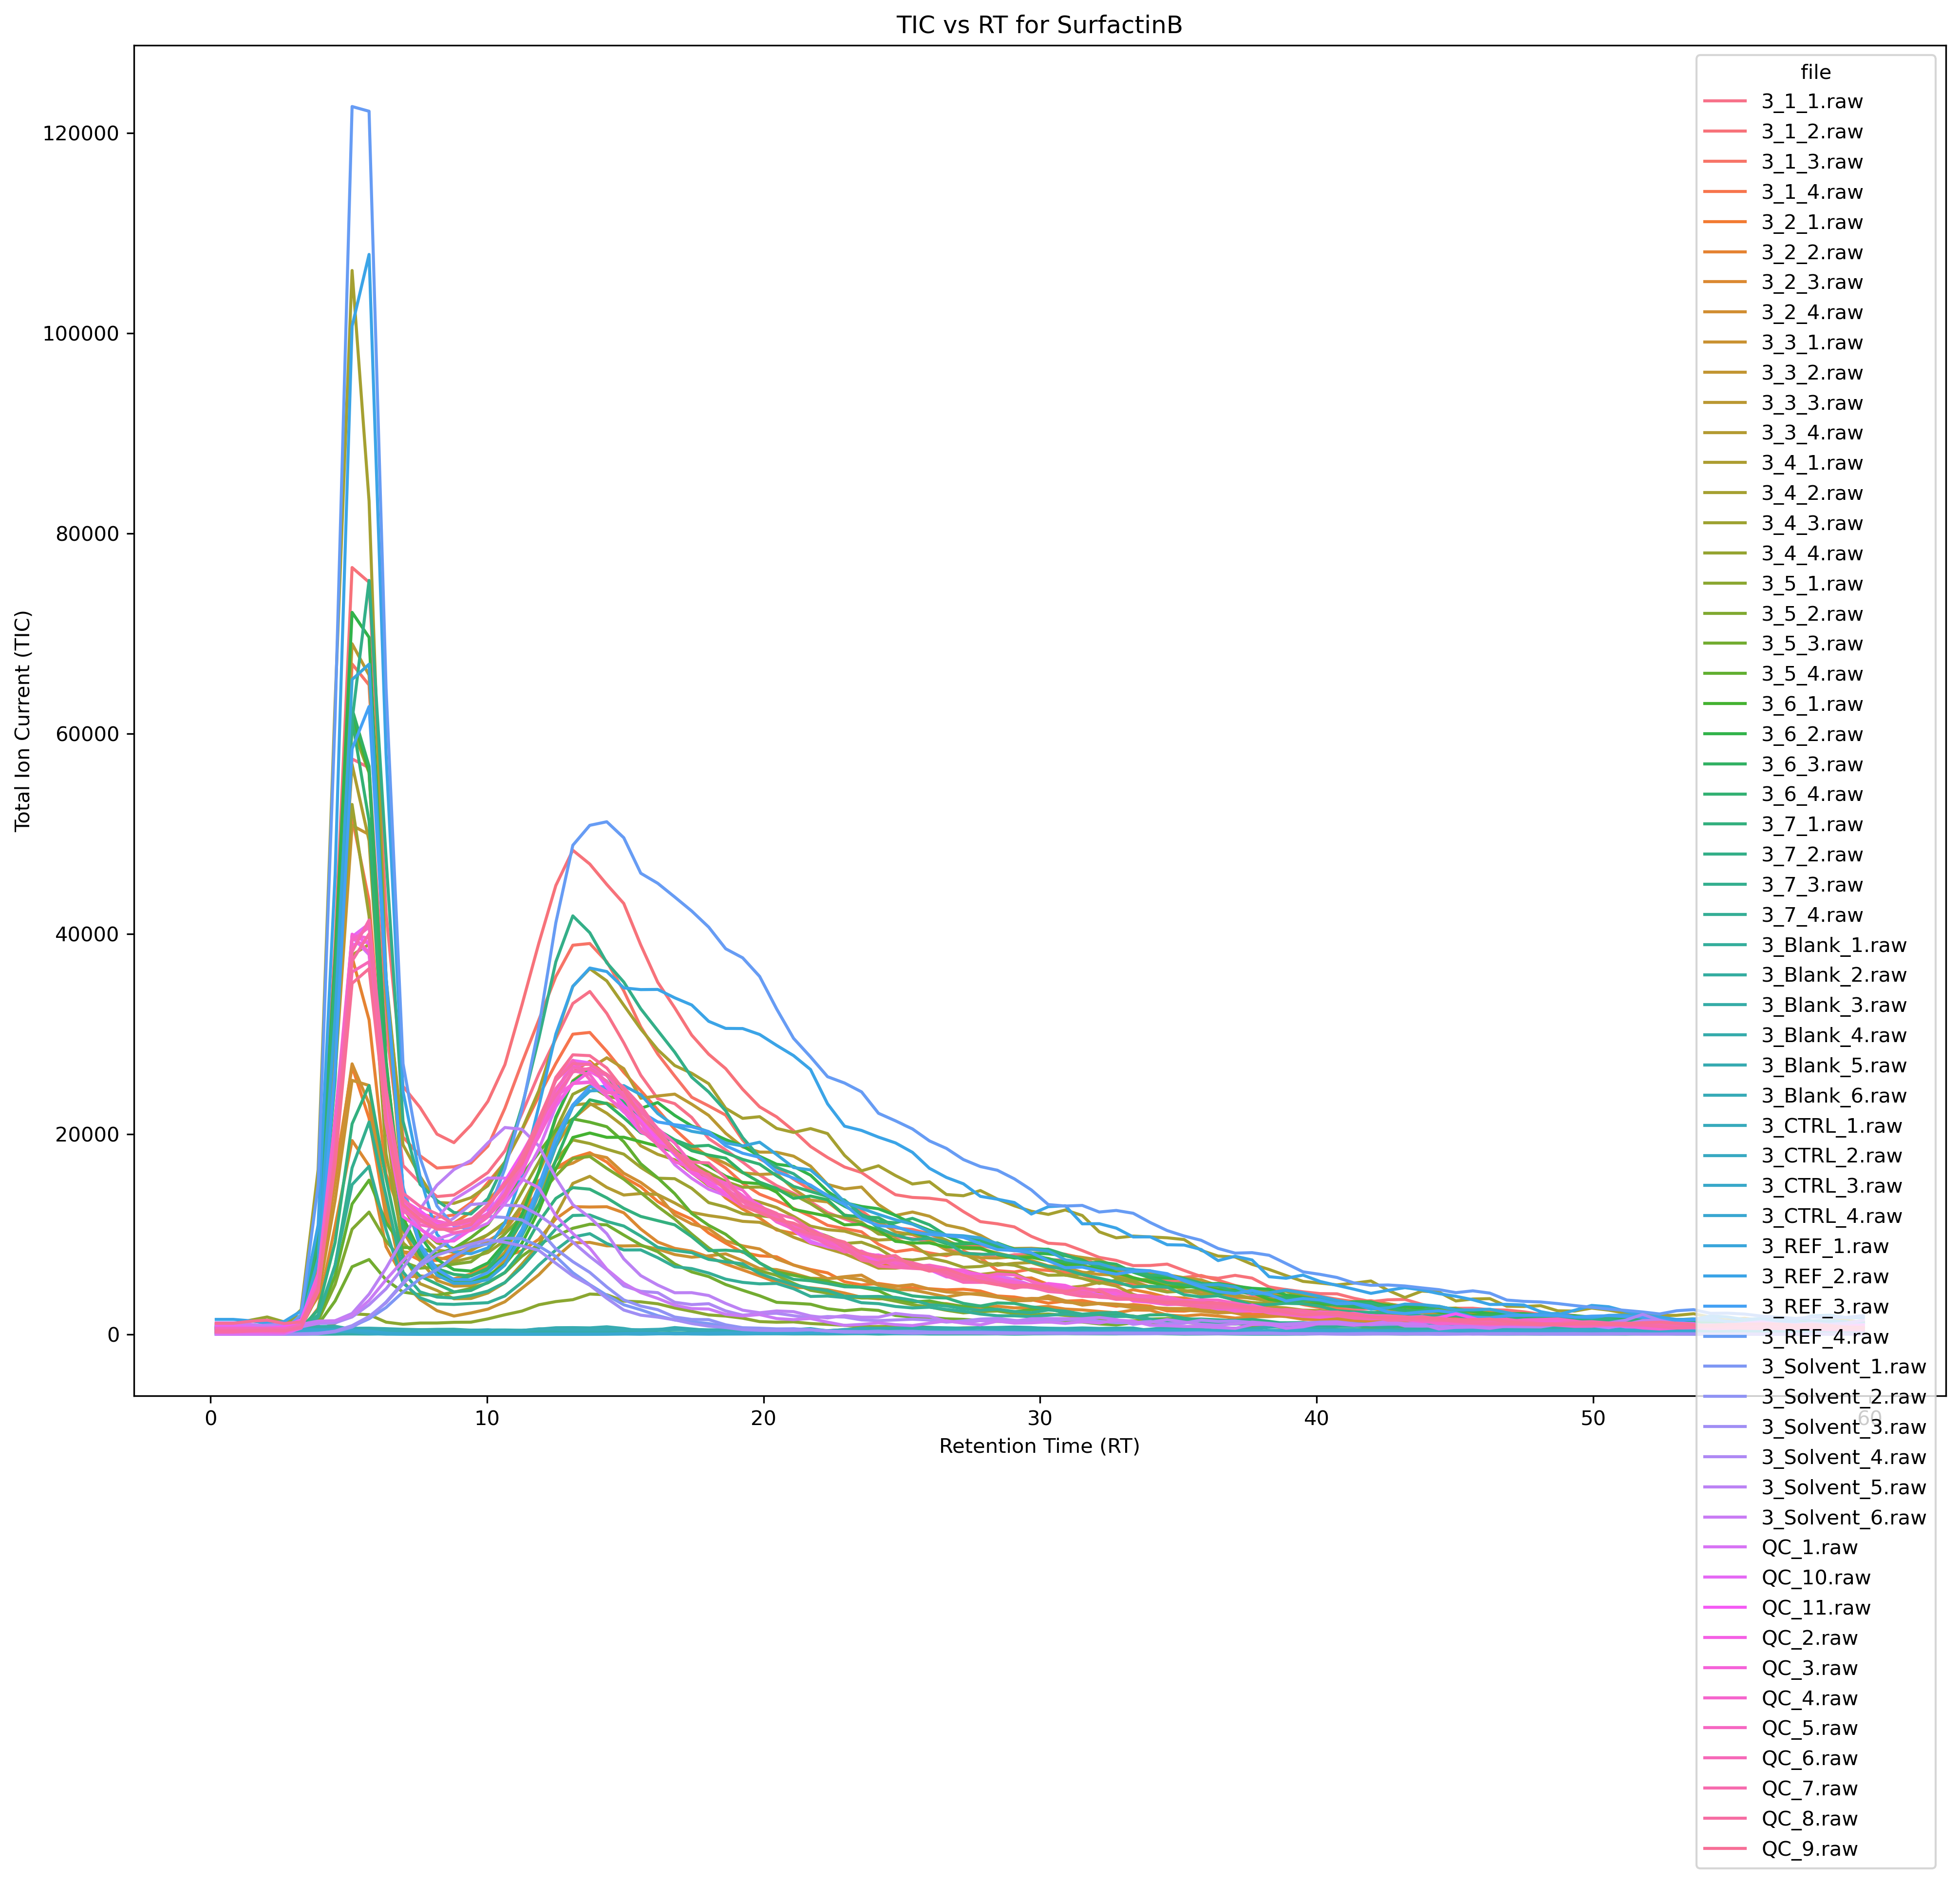 TIC vs RT for SurfactinB
Total Ion Current (TIC)
120000
100000
80000
60000
40000
20000
0
0 10 20 30 40 50 60
Retention Time (RT)
file
3_1_1.raw
3_1_2.raw
3_1_3.raw
3_1_4.raw
3_2_1.raw
3_2_2.raw
3_2_3.raw
3_2_4.raw
3_3_1.raw
3_3_2.raw
3_3_3.raw
3_3_4.raw
3_4_1.raw
3_4_2.raw
3_4_3.raw
3_4_4.raw
3_5_1.raw
3_5_2.raw
3_5_3.raw
3_5_4.raw
3_6_1.raw
3_6_2.raw
3_6_3.raw
3_6_4.raw
3_7_1.raw
3_7_2.raw
3_7_3.raw
3_7_4.raw
3_Blank_1.raw
3_Blank_2.raw
3_Blank_3.raw
3_Blank_4.raw
3_Blank_5.raw
3_Blank_6.raw
3_CTRL_1.raw
3_CTRL_2.raw
3_CTRL_3.raw
3_CTRL_4.raw
3_REF_1.raw
3_REF_2.raw
3_REF_3.raw
3_REF_4.raw
3_Solvent_1.raw
3_Solvent_2.raw
3_Solvent_3.raw
3_Solvent_4.raw
3_Solvent_5.raw
3_Solvent_6.raw
QC_1.raw
QC_10.raw
QC_11.raw
QC_2.raw
QC_3.raw
QC_4.raw
QC_5.raw
QC_6.raw
QC_7.raw
QC_8.raw
QC_9.raw